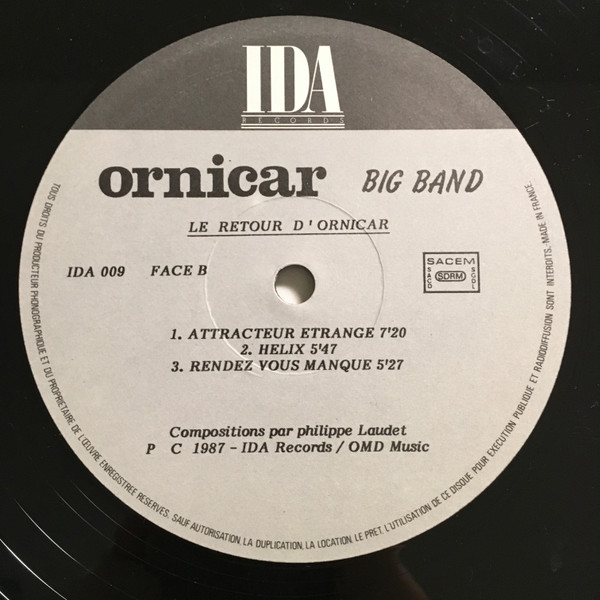 IDA
RECORDS
ornicar BIG BAND
LE RETOUR D'ORNICAR
IDA 009 FACE B
SACEM
SACD SDRM SGDL
1. ATTRACTEUR ETRANGE 7'20
2. HELIX 5'47
3. RENDEZ VOUS MANQUE 5'27
Compositions par philippe Laudet
P C 1987 - IDA Records / OMD Music
TOUS DROITS DU PRODUCTEUR PHONOGRAPHIQUE ET DU PROPRIETAIRE DE L'ŒUVRE ENREGISTREE RESERVES. SAUF AUTORISATION, LA DUPLICATION, LA LOCATION, LE PRET, L'UTILISATION DE CE DISQUE POUR EXECUTION PUBLIQUE ET RADIODIFFUSION SONT INTERDITS. MADE IN FRANCE.